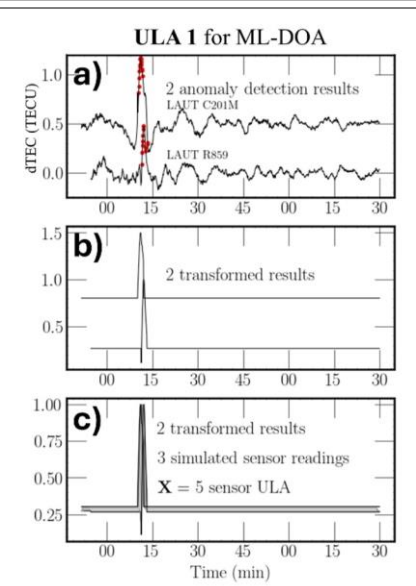 ULA 1 for ML-DOA
a)
2 anomaly detection results
LAUT C201M
LAUT R859
dTEC (TECU)
1.0
0.5
0.0
00 15 30 45 00 15 30
b)
2 transformed results
1.5
1.0
0.5
00 15 30 45 00 15 30
c)
2 transformed results
3 simulated sensor readings
X = 5 sensor ULA
1.00
0.75
0.50
0.25
00 15 30 45 00 15 30
Time (min)